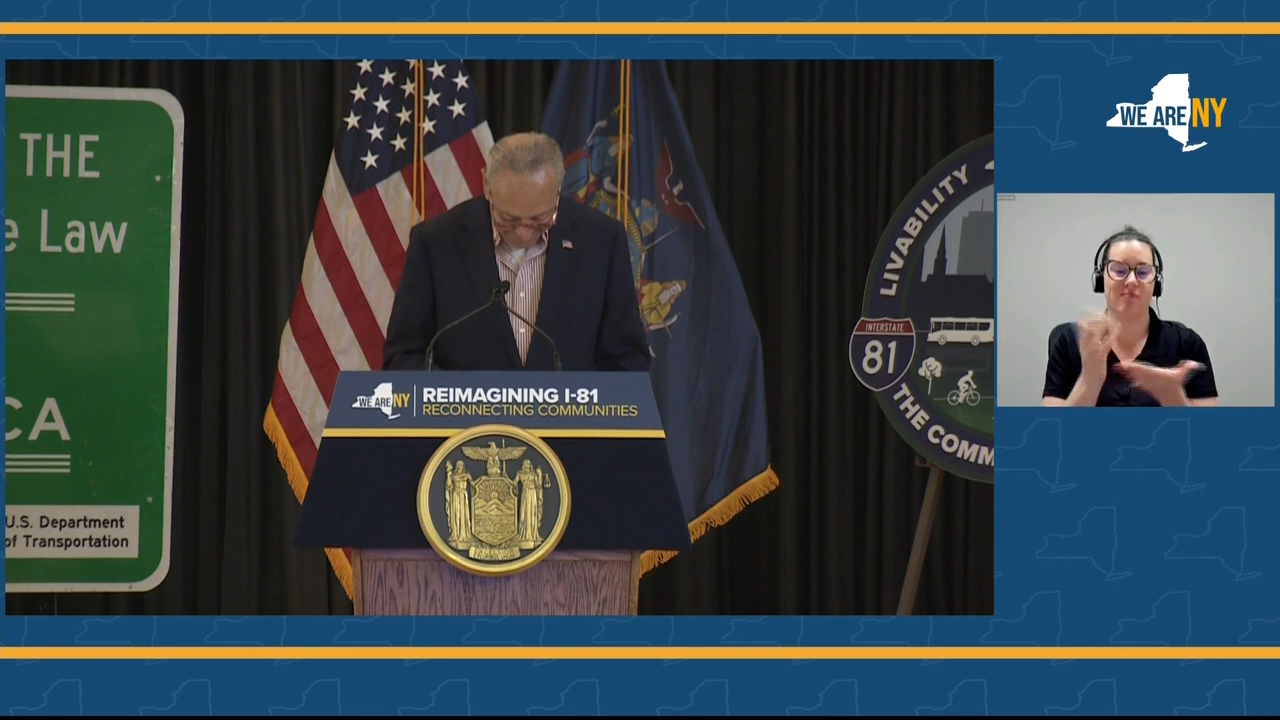 THE
e Law
CA
U.S. Department
of Transportation
WE ARE NY
REIMAGINING I-81
RECONNECTING COMMUNITIES
EXCELSIOR
LIVABILITY
INTERSTATE
81
THE COMM
WE ARE NY